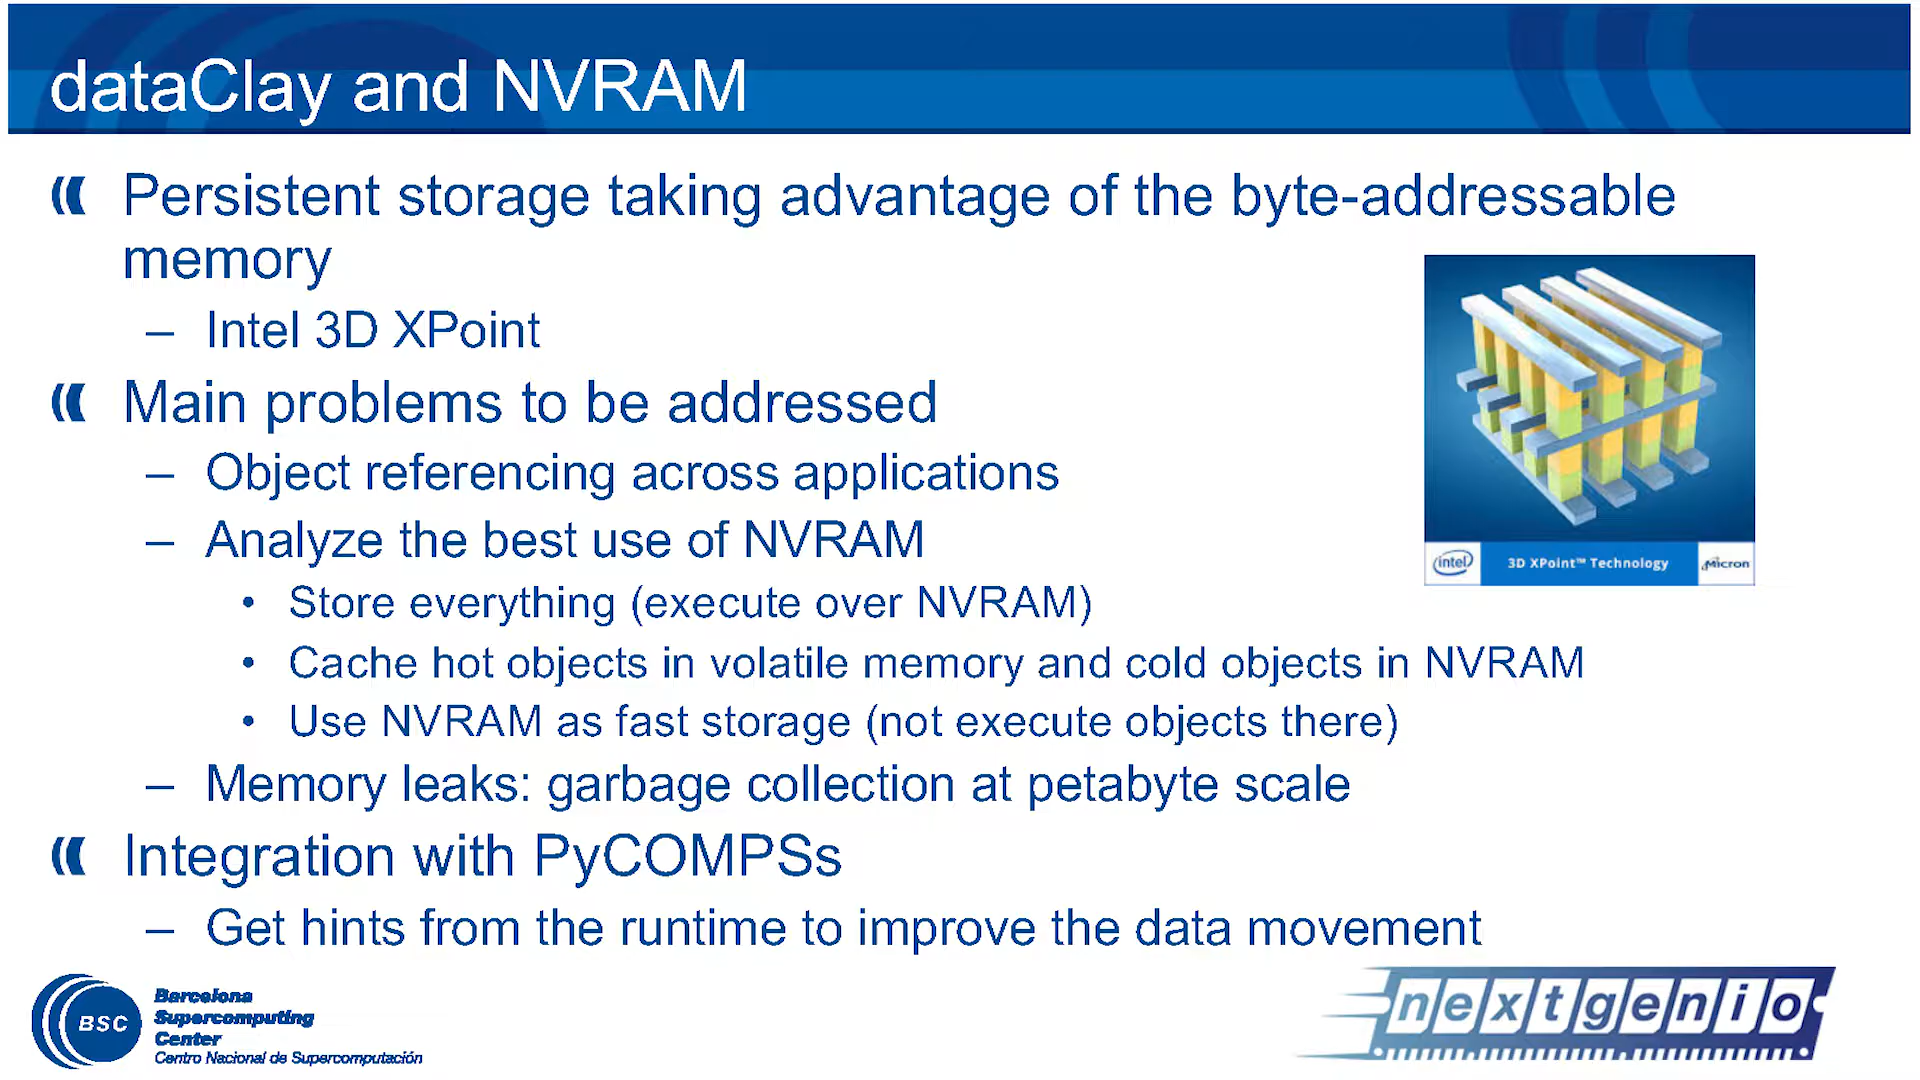 dataClay and NVRAM
Persistent storage taking advantage of the byte-addressable
memory
– Intel 3D XPoint
Main problems to be addressed
– Object referencing across applications
– Analyze the best use of NVRAM
• Store everything (execute over NVRAM)
• Cache hot objects in volatile memory and cold objects in NVRAM
• Use NVRAM as fast storage (not execute objects there)
– Memory leaks: garbage collection at petabyte scale
Integration with PyCOMPSs
– Get hints from the runtime to improve the data movement
intel
3D XPoint™ Technology
Micron
BSC
Barcelona
Supercomputing
Center
Centro Nacional de Supercomputación
nextgenio